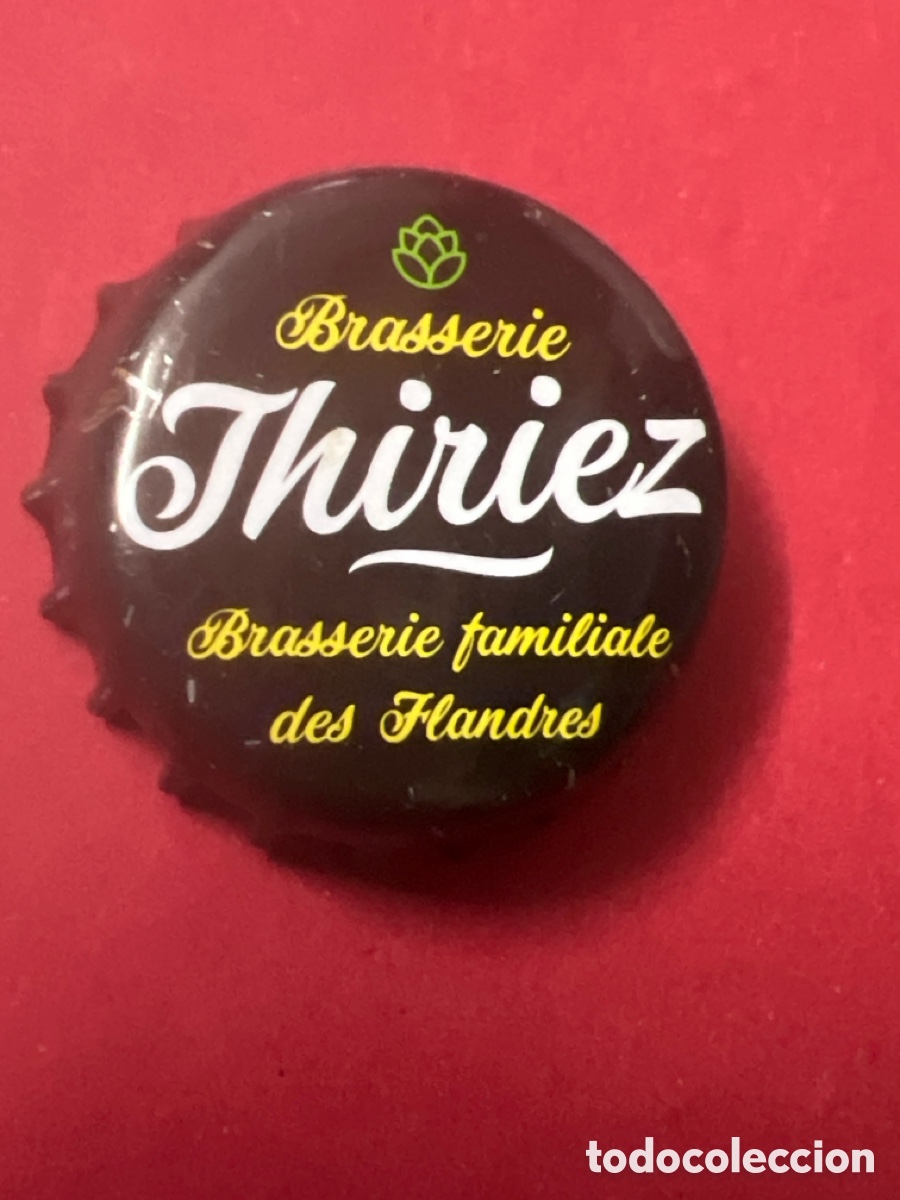 Brasserie
Thiriez
Brasserie familiale
des Flandres
todocoleccion